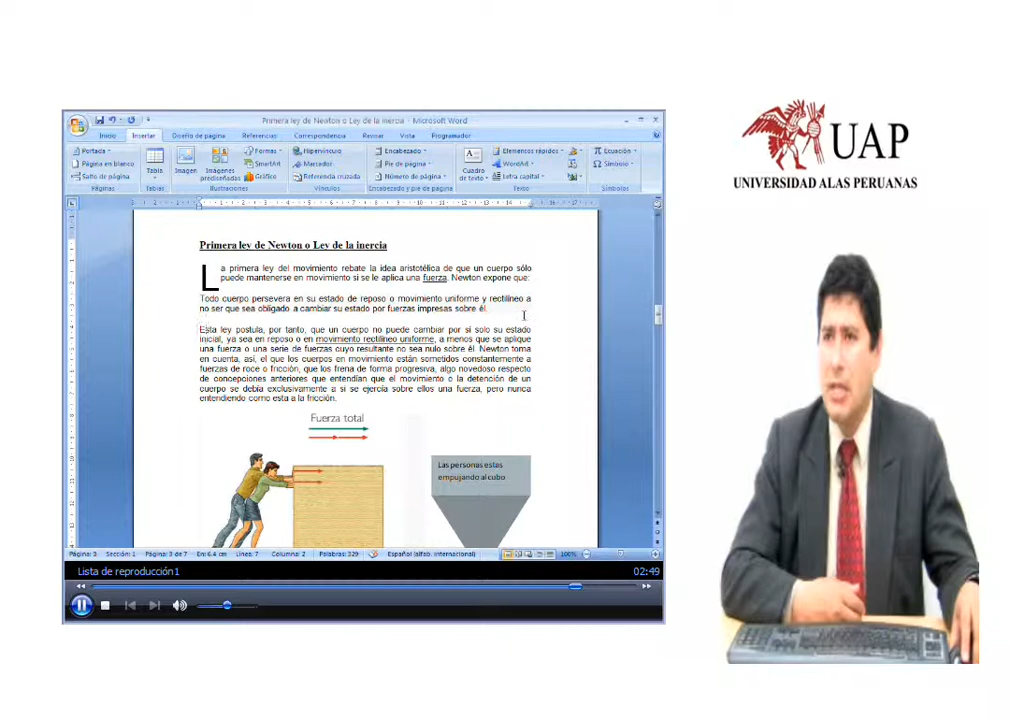 Primera ley de Newton o Ley de la inercia - Microsoft Word
Inicio Insertar Diseño de página Referencias Correspondencia Revisar Vista Programador
Portada
Página en blanco
Salto de página
Páginas
Tabla
Tablas
Imagen
Imágenes
prediseñadas
Formas
SmartArt
Gráfico
Ilustraciones
Hipervínculo
Marcador
Referencia cruzada
Vínculos
Encabezado
Pie de página
Número de página
Encabezado y pie de página
Cuadro
de texto
Elementos rápidos
WordArt
Letra capital
Texto
Ecuación
Símbolo
Símbolos
Primera ley de Newton o Ley de la inercia
La primera ley del movimiento rebate la idea aristotélica de que un cuerpo sólo
puede mantenerse en movimiento si se le aplica una fuerza. Newton expone que:
Todo cuerpo persevera en su estado de reposo o movimiento uniforme y rectilíneo a
no ser que sea obligado a cambiar su estado por fuerzas impresas sobre él.
Esta ley postula, por tanto, que un cuerpo no puede cambiar por sí solo su estado
inicial, ya sea en reposo o en movimiento rectilíneo uniforme, a menos que se aplique
una fuerza o una serie de fuerzas cuyo resultante no sea nulo sobre él. Newton toma
en cuenta, así, el que los cuerpos en movimiento están sometidos constantemente a
fuerzas de roce o fricción, que los frena de forma progresiva, algo novedoso respecto
de concepciones anteriores que entendían que el movimiento o la detención de un
cuerpo se debía exclusivamente a si se ejercía sobre ellos una fuerza, pero nunca
entendiendo como esta a la fricción.
Fuerza total
Las personas estas
empujando al cubo
Página: 3 Sección: 1 Página: 3 de 7 En: 6.4 cm Línea: 7 Columna: 2 Palabras: 329 Español (alfab. internacional) 100%
Lista de reproducción1 02:49
UAP
UNIVERSIDAD ALAS PERUANAS